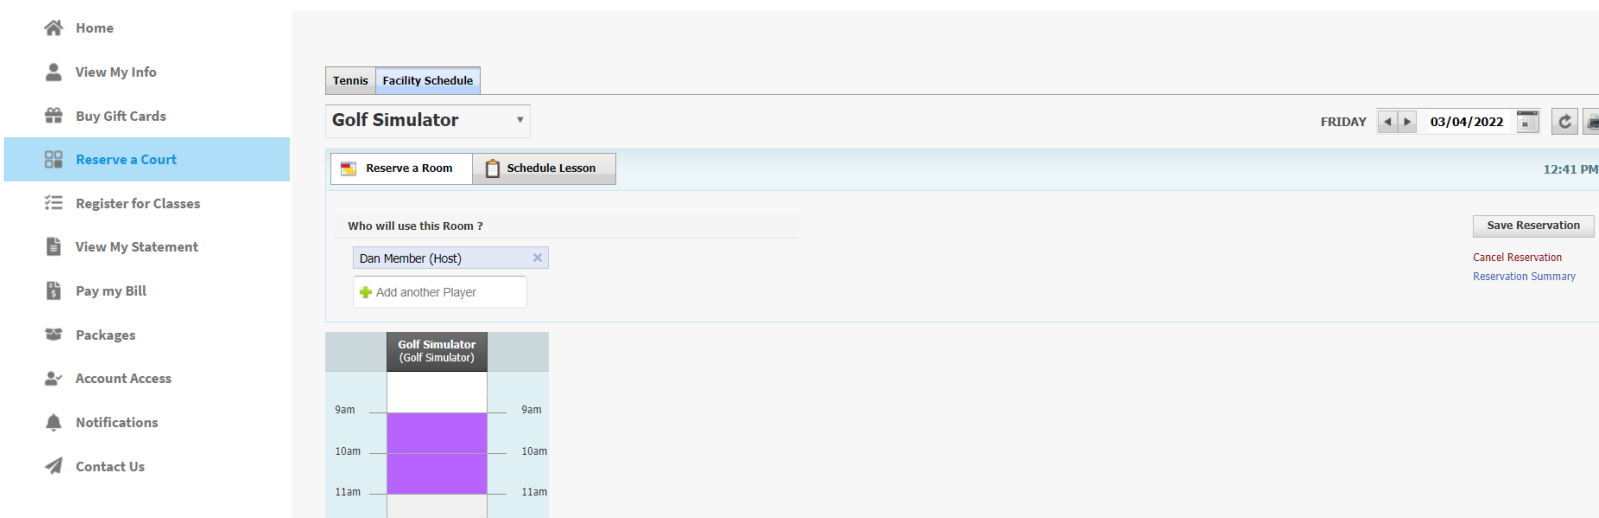 Home
View My Info
Buy Gift Cards
Reserve a Court
Register for Classes
View My Statement
Pay my Bill
Packages
Account Access
Notifications
Contact Us
Tennis Facility Schedule
Golf Simulator
FRIDAY 03/04/2022
Reserve a Room Schedule Lesson
12:41 PM
Who will use this Room ?
Save Reservation
Dan Member (Host)
Cancel Reservation
Add another Player
Reservation Summary
Golf Simulator
(Golf Simulator)
9am 9am
10am 10am
11am 11am